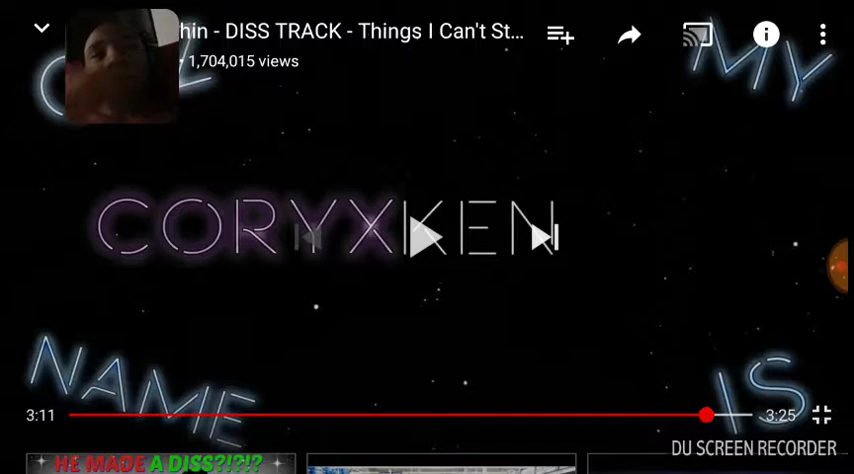 hin - DISS TRACK - Things I Can't St...
1,704,015 views
MY
CORYXKEN
NAME
IS
3:11
3:25
DU SCREEN RECORDER
HE MADE A DISS?!?!?